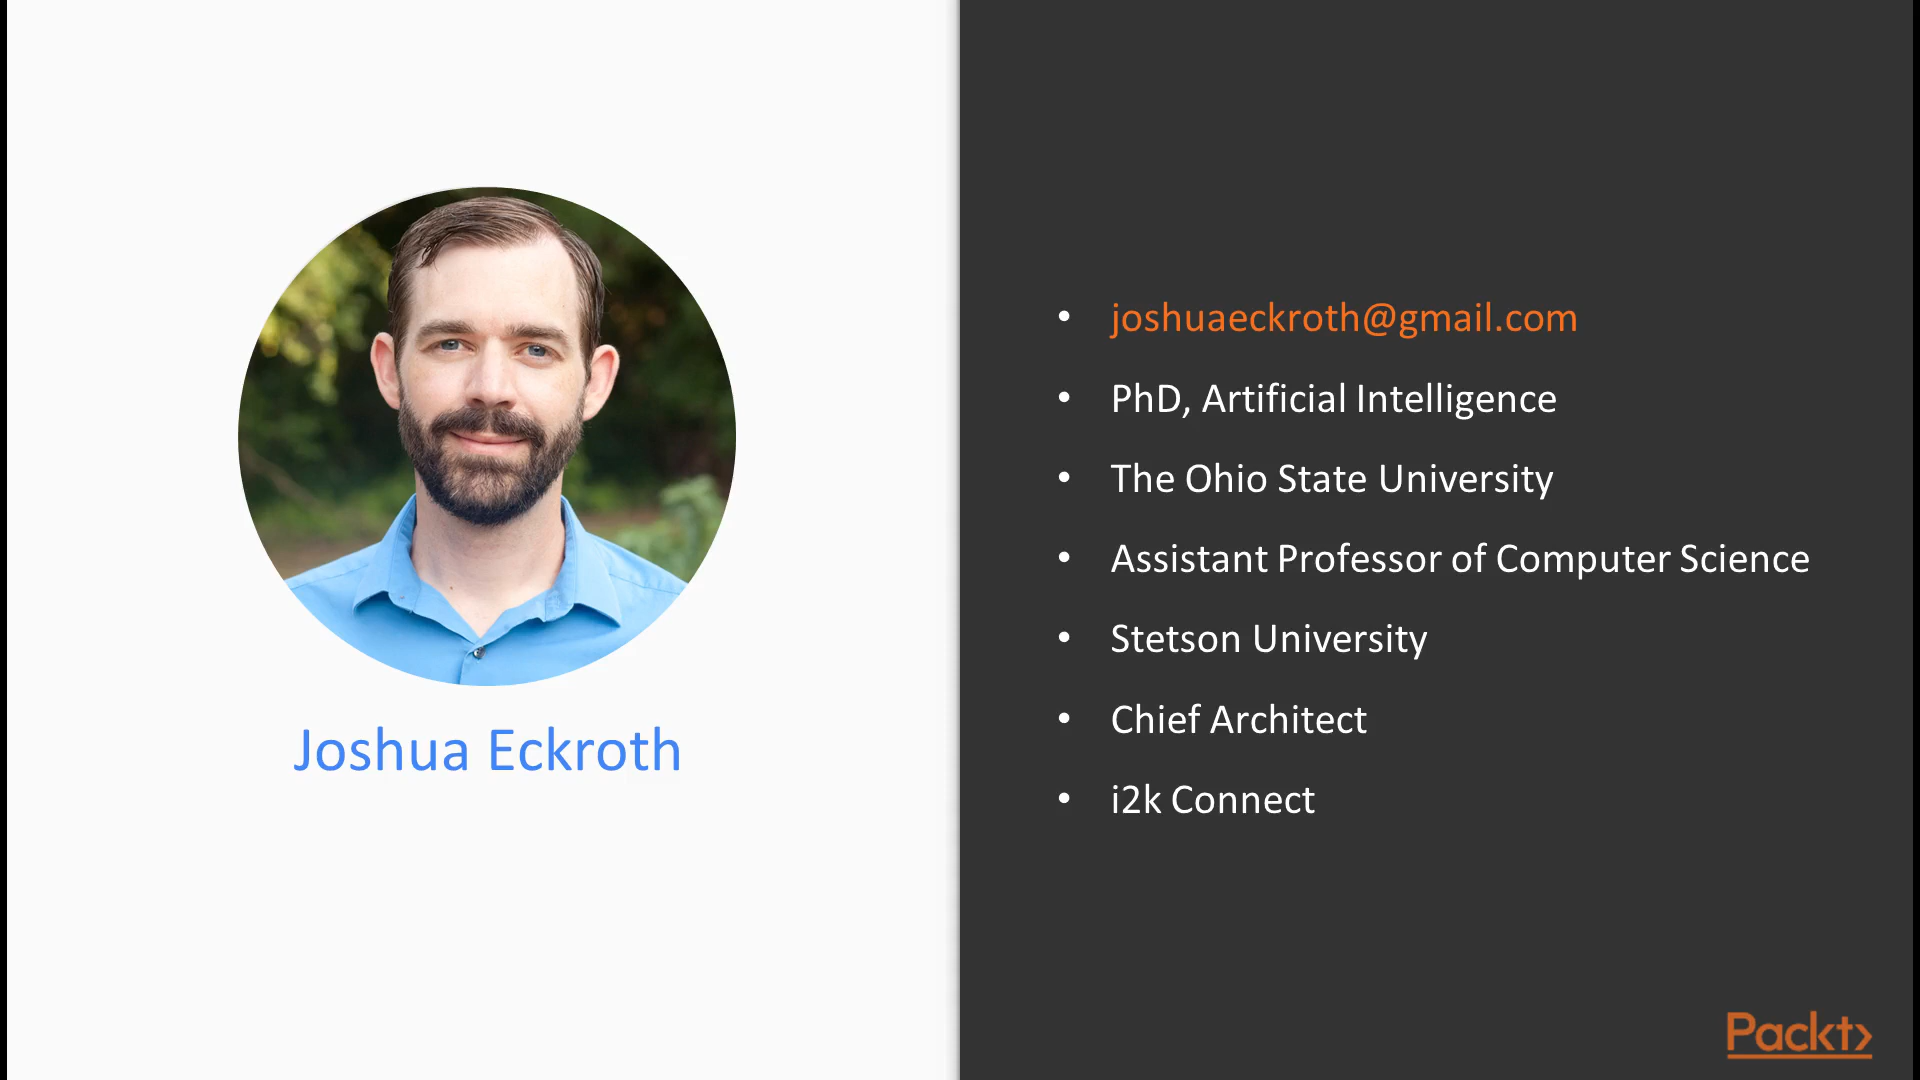 Joshua Eckroth
joshuaeckroth@gmail.com
PhD, Artificial Intelligence
The Ohio State University
Assistant Professor of Computer Science
Stetson University
Chief Architect
i2k Connect
Packt>